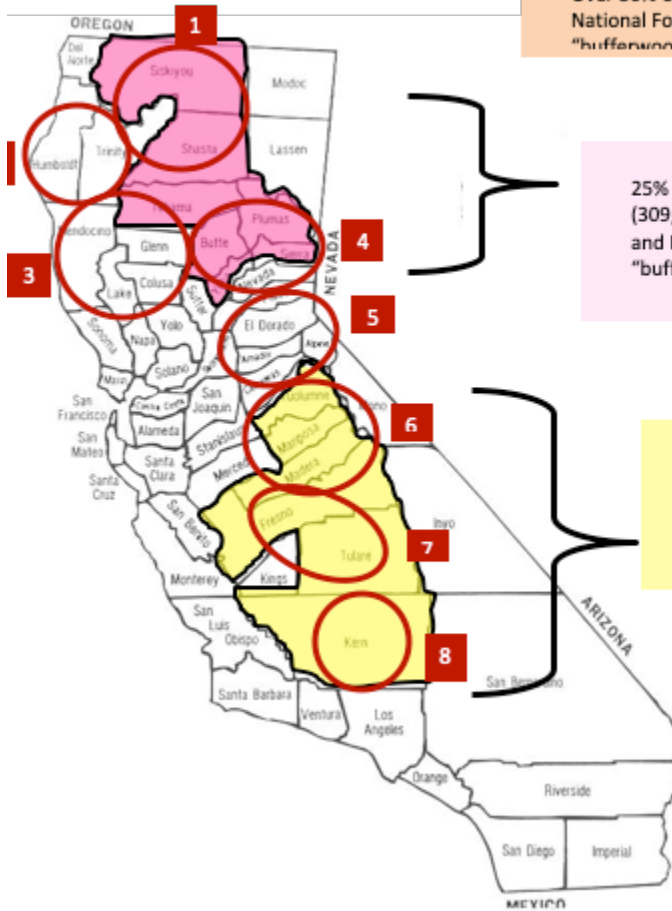 National Fo
"bufferwoo
OREGON
1
Del Norte
Siskiyou
Modoc
Humboldt
Trinity
Shasta
Lassen
25%
(309,
and
"buf
Tehama
Plumas
Mendocino
Glenn
Butte
Sierra
4
3
Colusa
Lake
Sutter
Nevada
NEVADA
5
Sonoma
Napa
Yolo
El Dorado
Amador
Alpine
Solano
Marin
San Francisco
Contra Costa
San Joaquin
Tuolumne
Mono
6
Alameda
Stanislaus
Mariposa
San Mateo
Santa Clara
Merced
Madera
Santa Cruz
San Benito
Fresno
Inyo
7
Tulare
Monterey
Kings
San Luis Obispo
Kern
8
ARIZONA
San Bernardino
Santa Barbara
Ventura
Los Angeles
Orange
Riverside
San Diego
Imperial
MEXICO